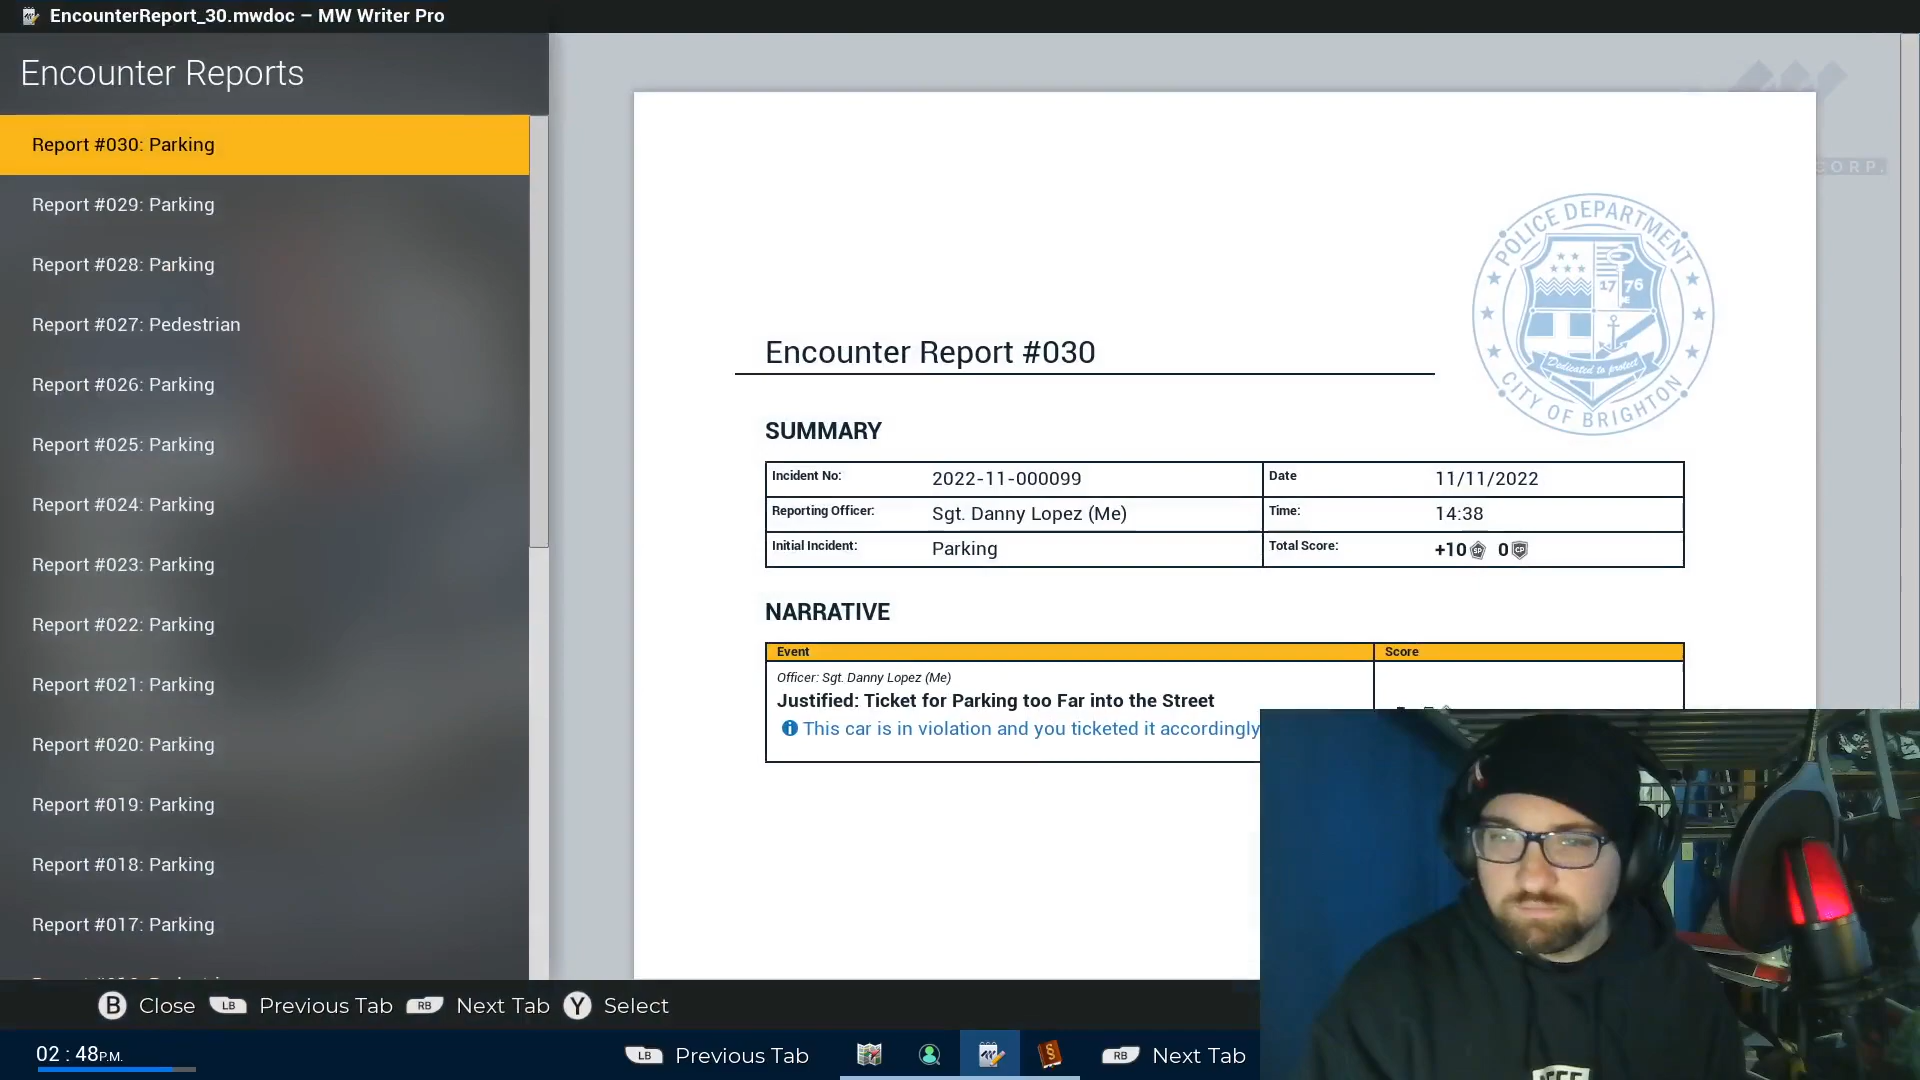 EncounterReport_30.mwdoc – MW Writer Pro
Encounter Reports
Report #030: Parking
Report #029: Parking
Report #028: Parking
Report #027: Pedestrian
Report #026: Parking
Report #025: Parking
Report #024: Parking
Report #023: Parking
Report #022: Parking
Report #021: Parking
Report #020: Parking
Report #019: Parking
Report #018: Parking
Report #017: Parking
CORP.
POLICE DEPARTMENT
17 76
Dedicated to protect
CITY OF BRIGHTON
Encounter Report #030
SUMMARY
Incident No: 2022-11-000099 Date 11/11/2022
Reporting Officer: Sgt. Danny Lopez (Me) Time: 14:38
Initial Incident: Parking Total Score: +10 SP 0 CP
NARRATIVE
Event Score
Officer: Sgt. Danny Lopez (Me)
Justified: Ticket for Parking too Far into the Street
This car is in violation and you ticketed it accordingly
B Close LB Previous Tab RB Next Tab Y Select
02 : 48 P.M. LB Previous Tab RB Next Tab